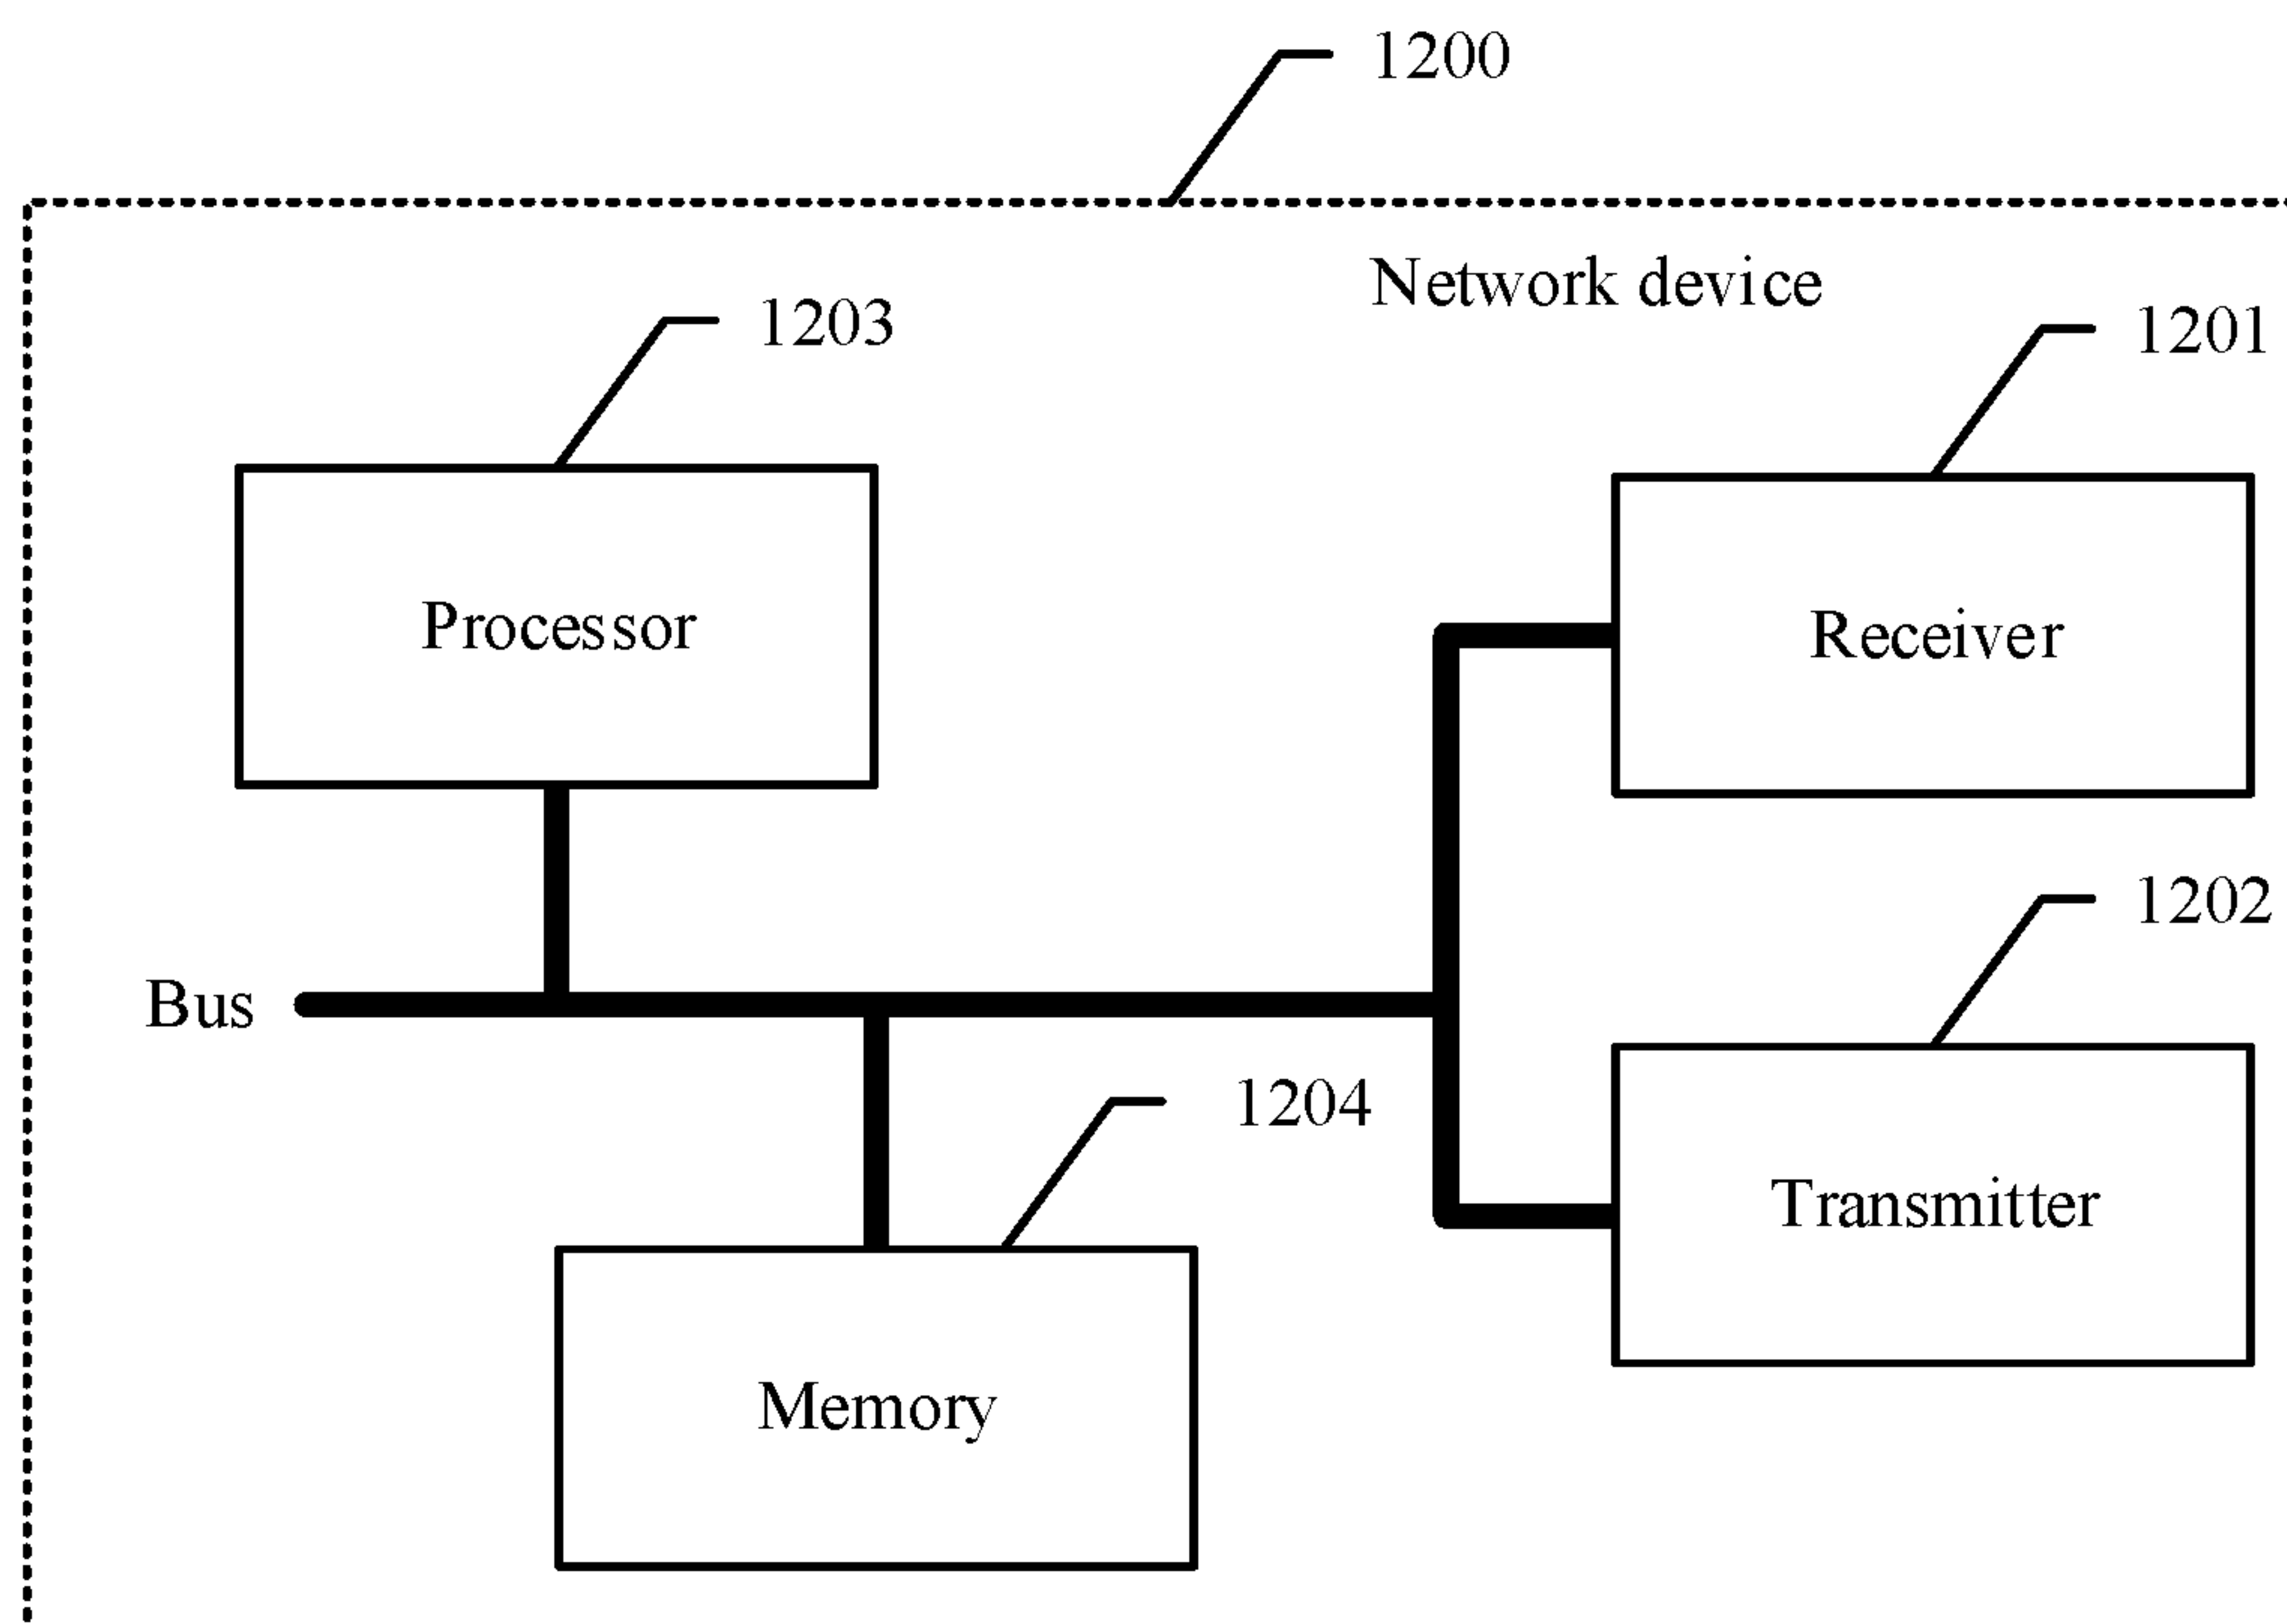 1200
Network device
1203
1201
Processor
Receiver
1202
Bus
1204
Transmitter
Memory